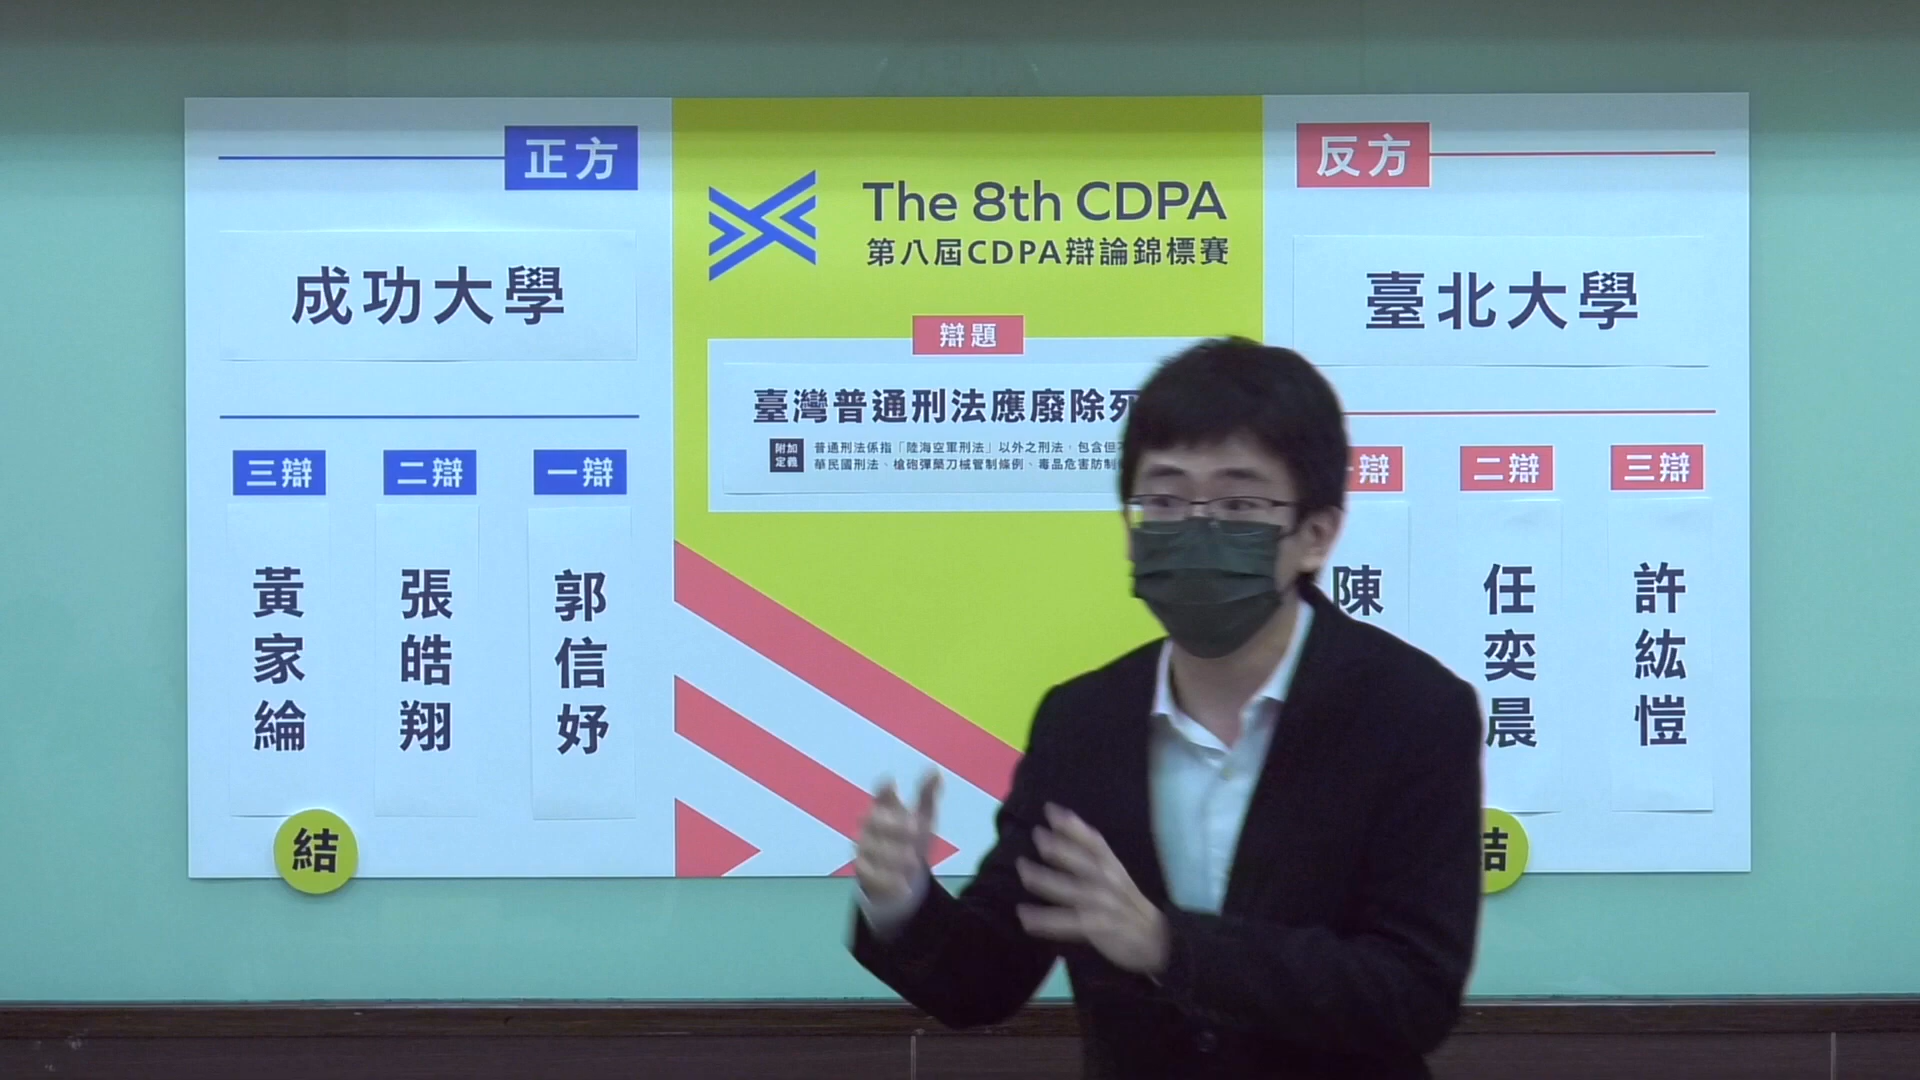 正方
成功大學
三辯
二辯
一辯
黃家綸
張皓翔
郭信妤
結
The 8th CDPA
第八屆CDPA辯論錦標賽
辯題
臺灣普通刑法應廢除死
附加
定義
普通刑法係指「陸海空軍刑法」以外之刑法,包含但
華民國刑法、槍砲彈藥刀械管制條例、毒品危害防制
反方
臺北大學
辯
二辯
三辯
陳
任奕晨
許紘愷
結